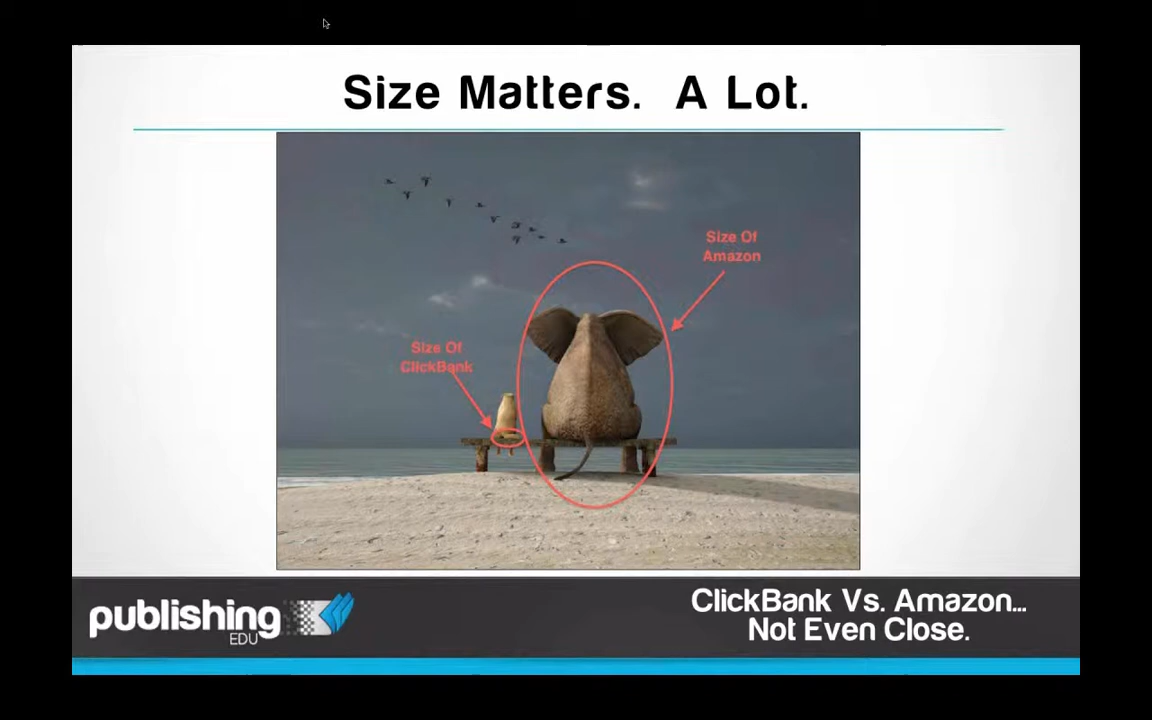 Size Matters.  A Lot.
Size Of
Amazon
Size Of
ClickBank
publishing
EDU
ClickBank Vs. Amazon...
Not Even Close.